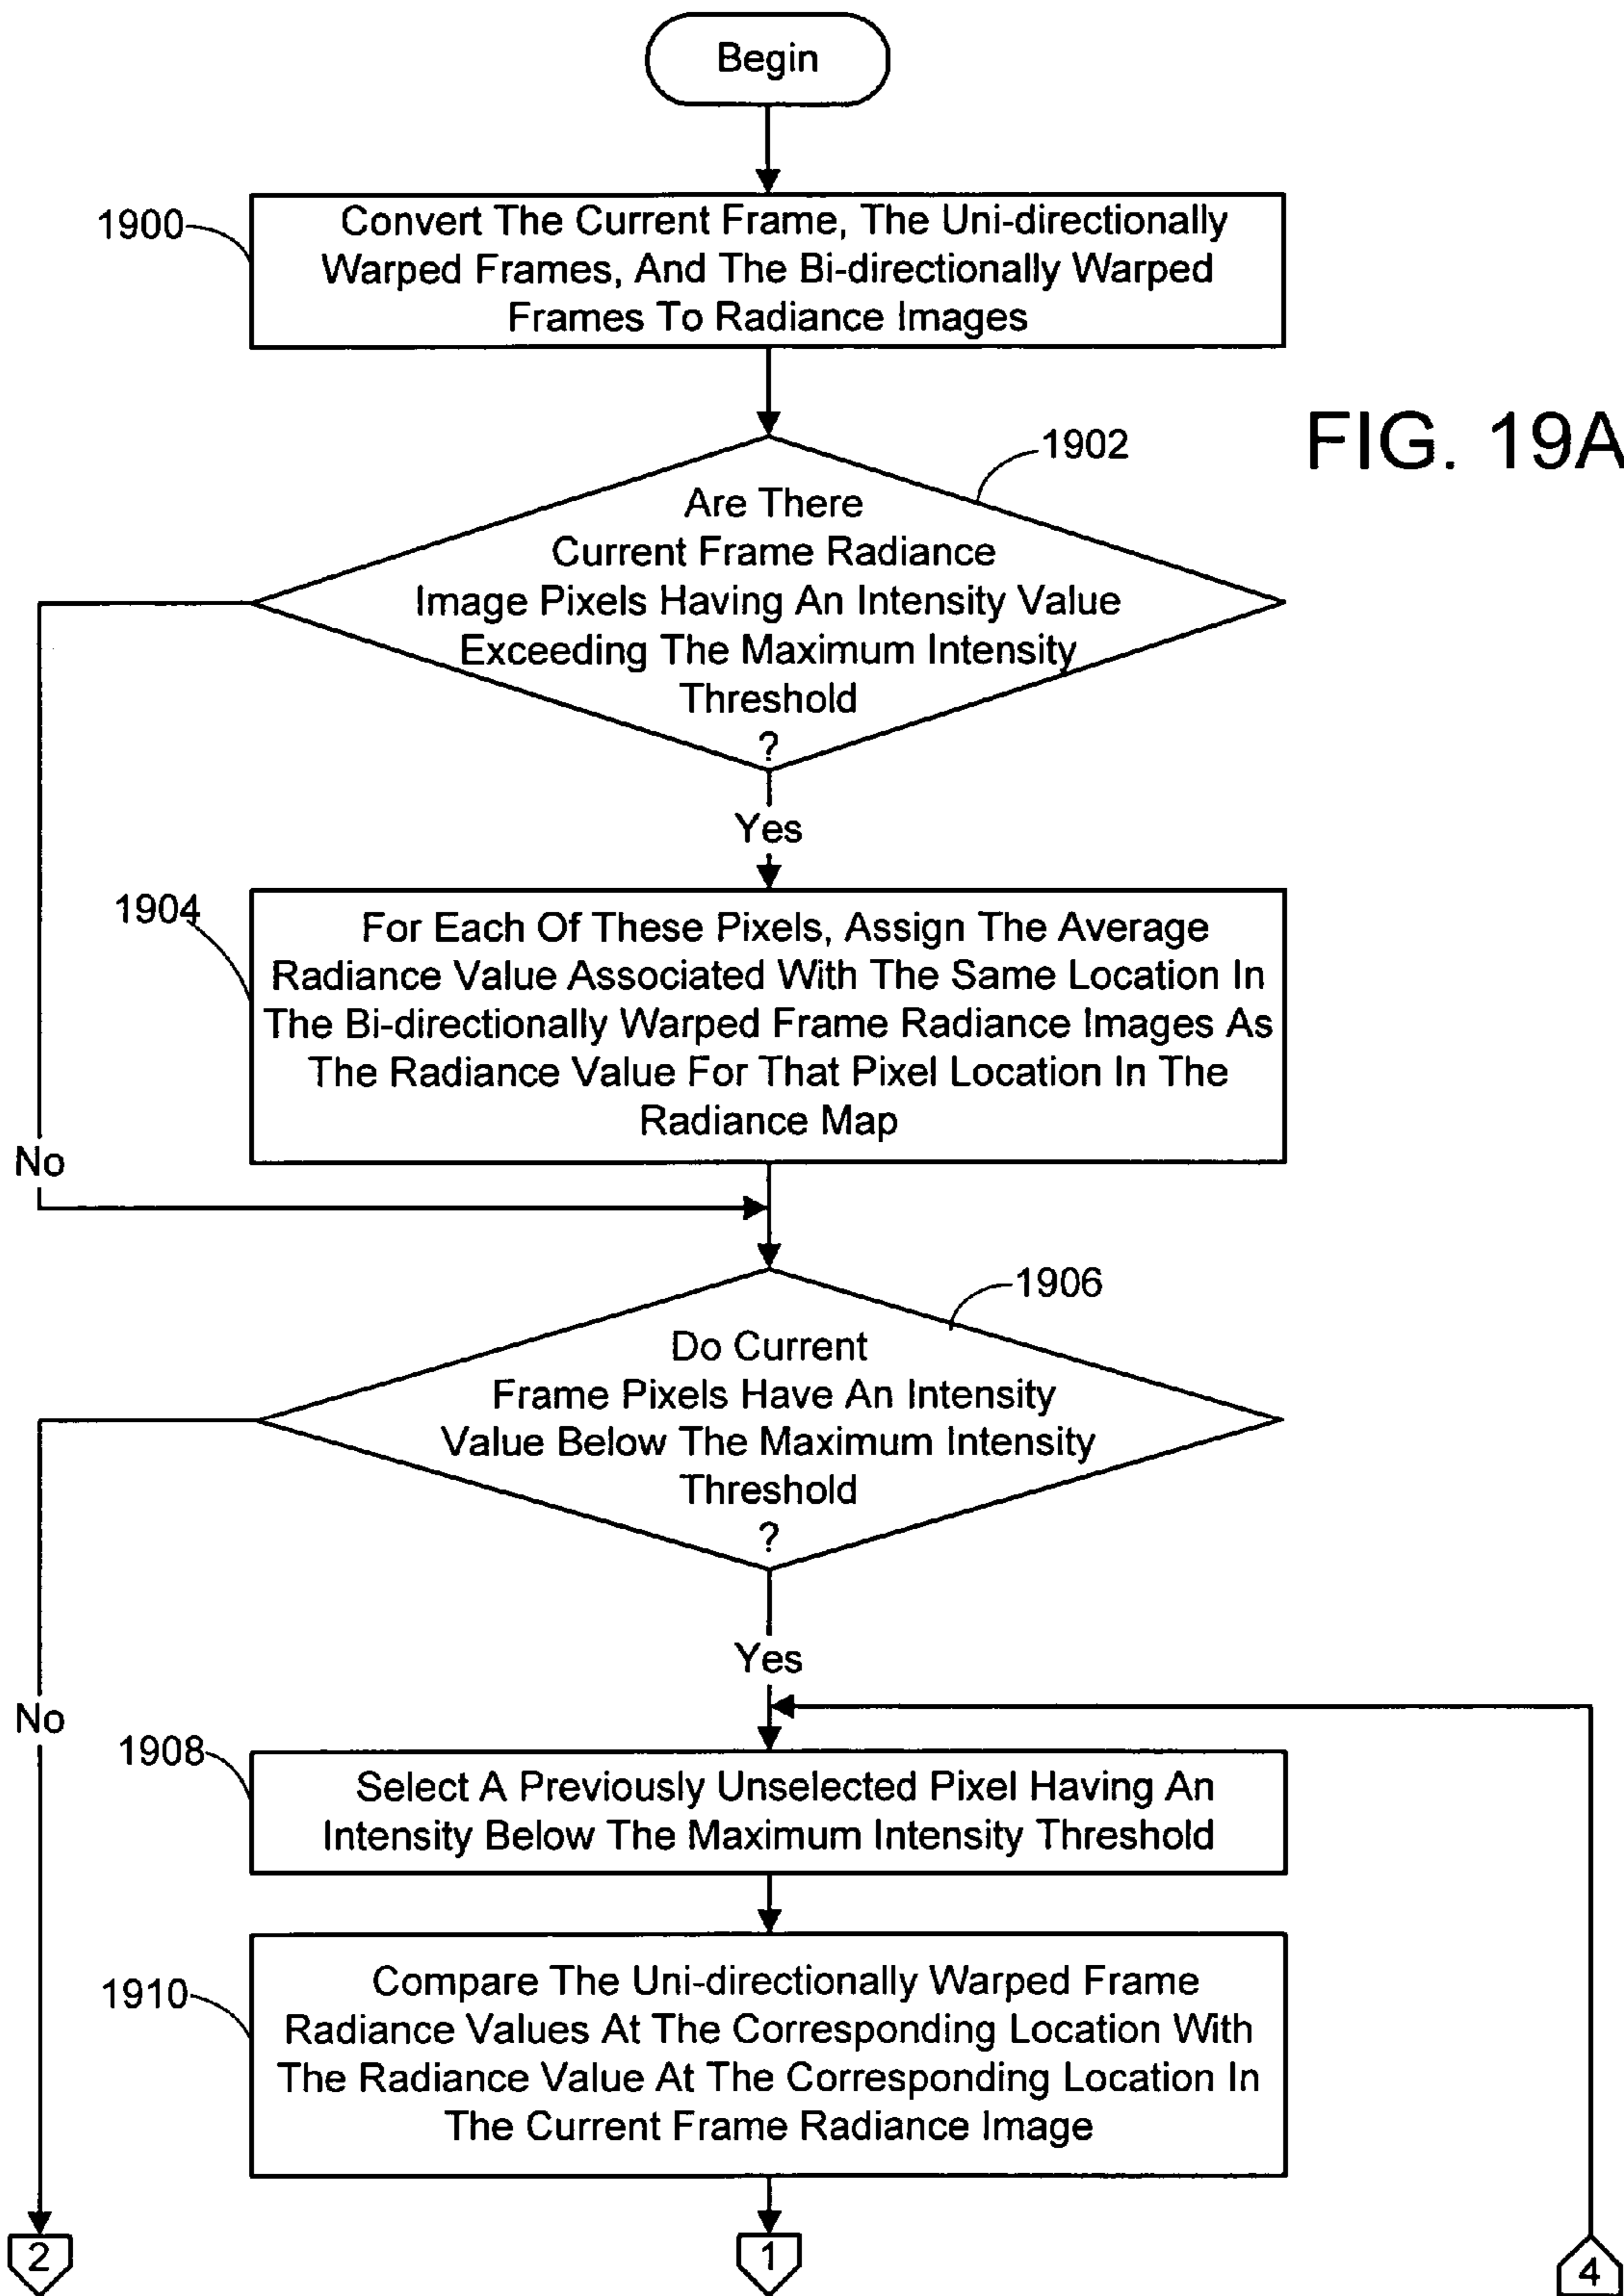 Begin
1900
Convert The Current Frame, The Uni-directionally
Warped Frames, And The Bi-directionally Warped
Frames To Radiance Images
FIG. 19A
1902
Are There
Current Frame Radiance
Image Pixels Having An Intensity Value
Exceeding The Maximum Intensity
Threshold
?
Yes
1904
For Each Of These Pixels, Assign The Average
Radiance Value Associated With The Same Location In
The Bi-directionally Warped Frame Radiance Images As
The Radiance Value For That Pixel Location In The
Radiance Map
No
1906
Do Current
Frame Pixels Have An Intensity
Value Below The Maximum Intensity
Threshold
?
Yes
No
1908
Select A Previously Unselected Pixel Having An
Intensity Below The Maximum Intensity Threshold
1910
Compare The Uni-directionally Warped Frame
Radiance Values At The Corresponding Location With
The Radiance Value At The Corresponding Location In
The Current Frame Radiance Image
2
1
4